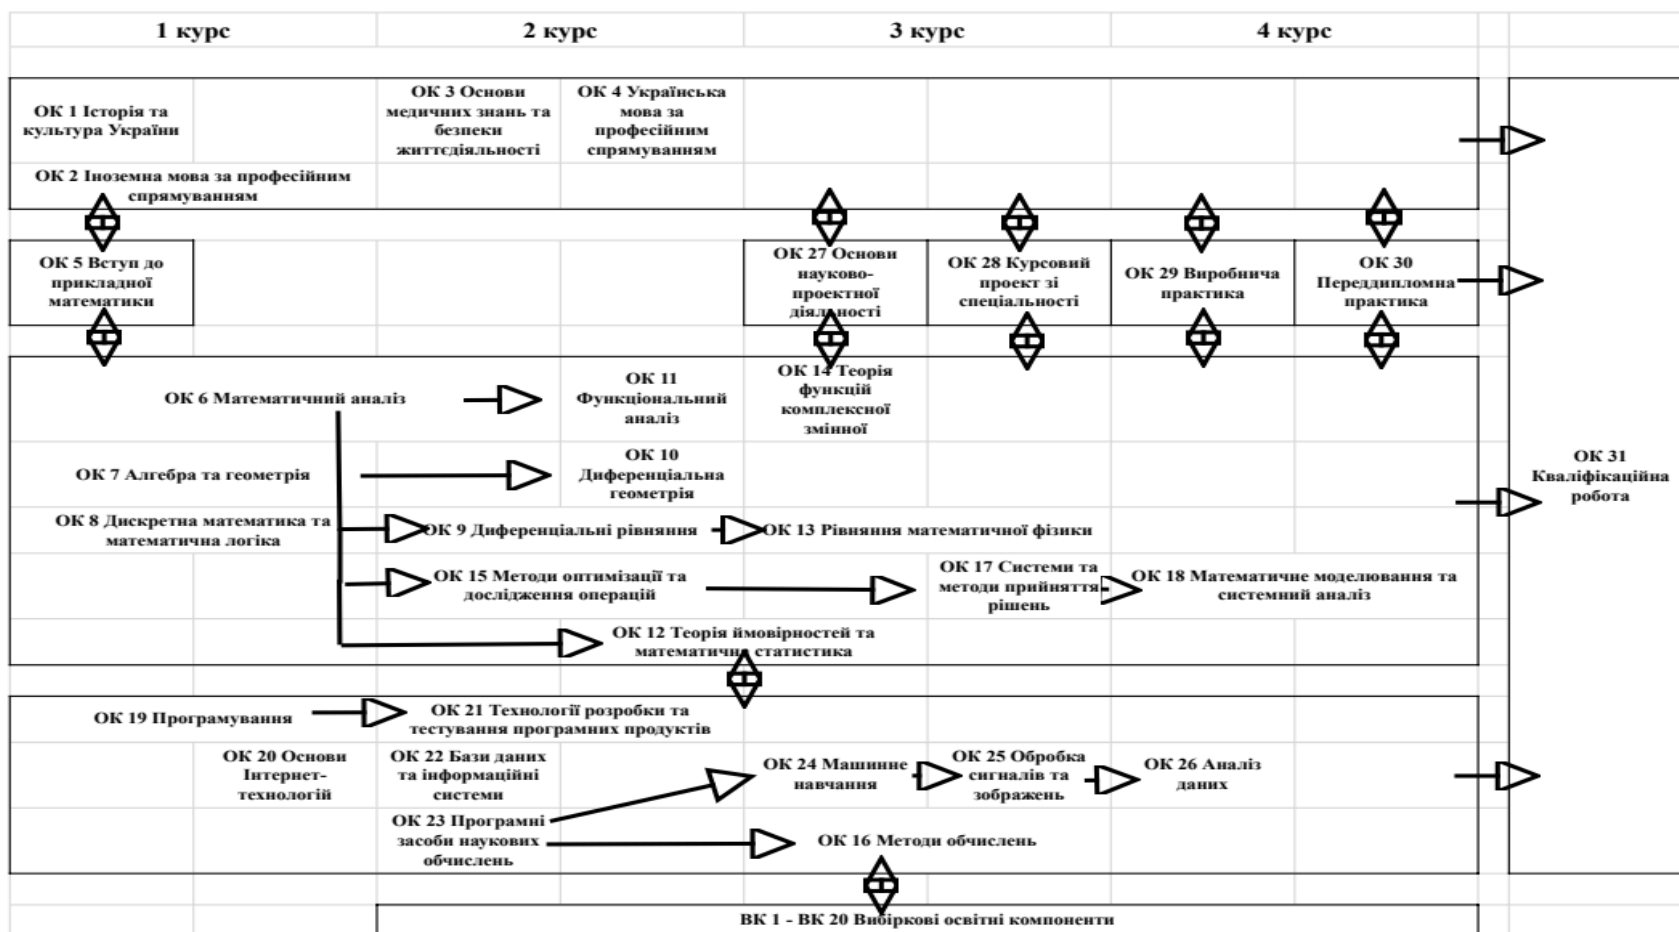 1 курс
2 курс
3 курс
4 курс
ОК 1 Історія та
культура України
ОК 3 Основи
медичних знань та
безпеки
життєдіяльності
ОК 4 Українська
мова за
професійним
спрямуванням
ОК 2 Іноземна мова за професійним
спрямуванням
ОК 5 Вступ до
прикладної
математики
ОК 27 Основи
науково-
проектної
діяльності
ОК 28 Курсовий
проект зі
спеціальності
ОК 29 Виробнича
практика
ОК 30
Переддипломна
практика
ОК 6 Математичний аналіз
ОК 11
Функціональний
аналіз
ОК 14 Теорія
функцій
комплексної
змінної
ОК 7 Алгебра та геометрія
ОК 10
Диференціальна
геометрія
ОК 8 Дискретна математика та
математична логіка
ОК 9 Диференціальні рівняння
ОК 13 Рівняння математичної фізики
ОК 15 Методи оптимізації та
дослідження операцій
ОК 17 Системи та
методи прийняття
рішень
ОК 18 Математичне моделювання та
системний аналіз
ОК 12 Теорія ймовірностей та
математична статистика
ОК 31
Кваліфікаційна
робота
ОК 19 Програмування
ОК 21 Технології розробки та
тестування програмних продуктів
ОК 20 Основи
Інтернет-
технологій
ОК 22 Бази даних
та інформаційні
системи
ОК 24 Машинне
навчання
ОК 25 Обробка
сигналів та
зображень
ОК 26 Аналіз
даних
ОК 23 Програмні
засоби наукових
обчислень
ОК 16 Методи обчислень
ВК 1 - ВК 20 Вибіркові освітні компоненти